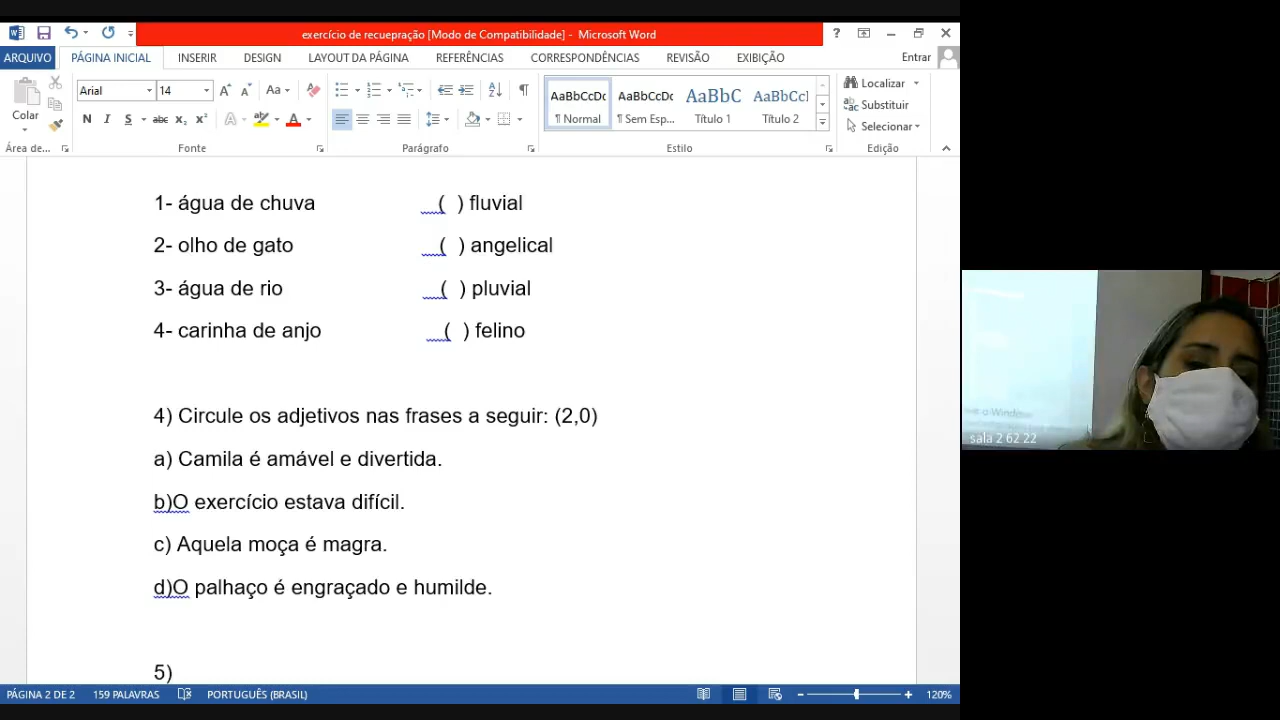 exercício de recuepração [Modo de Compatibilidade] - Microsoft Word
?
ARQUIVO PÁGINA INICIAL INSERIR DESIGN LAYOUT DA PÁGINA REFERÊNCIAS CORRESPONDÊNCIAS REVISÃO EXIBIÇÃO Entrar
Arial 14 Aa AaBbCcDc AaBbCcDc AaBbC AaBbCcI Localizar
Colar Substituir
N I S abc x₂ x² A A ¶ Normal ¶ Sem Esp... Título 1 Título 2 Selecionar
Área de... Fonte Parágrafo Estilo Edição
1- água de chuva ( ) fluvial
2- olho de gato ( ) angelical
3- água de rio ( ) pluvial
4- carinha de anjo ( ) felino
4) Circule os adjetivos nas frases a seguir: (2,0)
a) Camila é amável e divertida.
b)O exercício estava difícil.
c) Aquela moça é magra.
d)O palhaço é engraçado e humilde.
5)
PÁGINA 2 DE 2 159 PALAVRAS PORTUGUÊS (BRASIL) 120%
sala 2 62 22